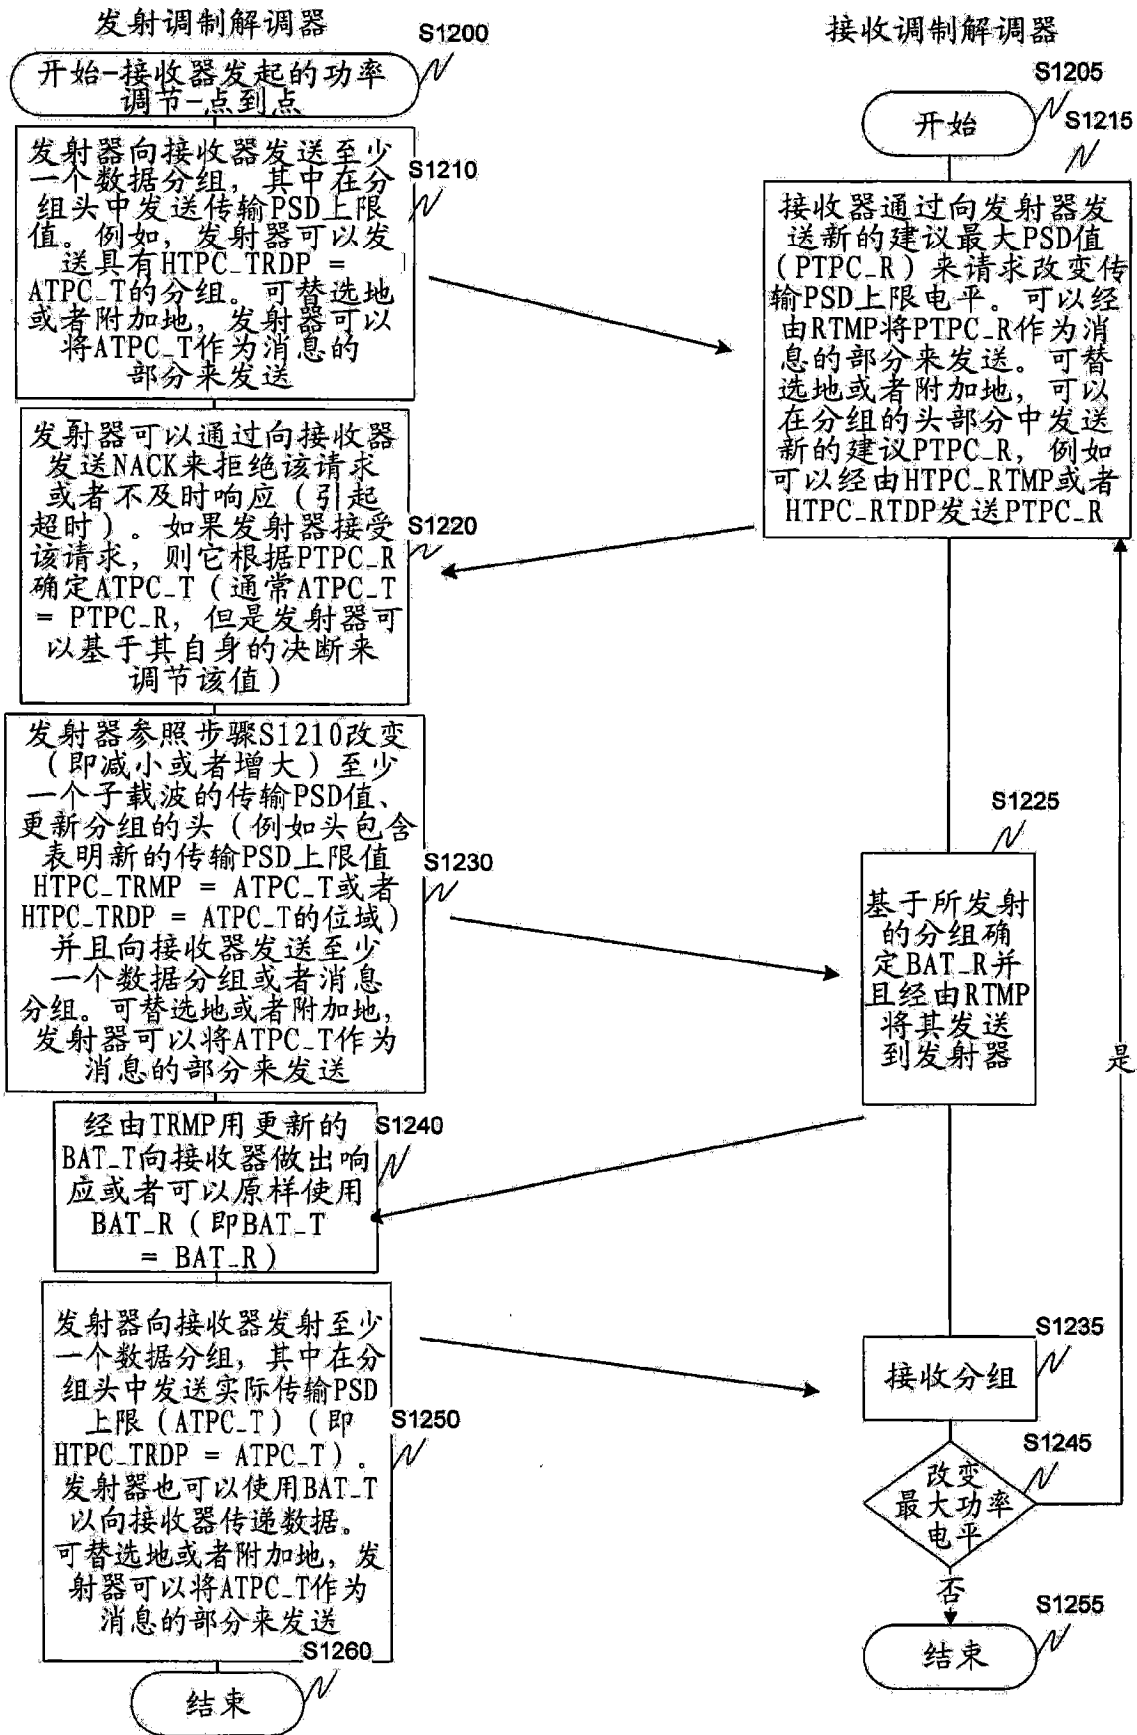 发射调制解调器
S1200
开始-接收器发起的功率
调节-点到点
发射器向接收器发送至少
一个数据分组，其中在分
组头中发送传输PSD上限
值。例如，发射器可以发
送具有HTPC_TRDP =
ATPC_T的分组。可替选地
或者附加地，发射器可以
将ATPC_T作为消息的
部分来发送
S1210
发射器可以通过向接收器
发送NACK来拒绝该请求
或者不及时响应（引起
超时）。如果发射器接受
该请求，则它根据PTPC_R
确定ATPC_T（通常ATPC_T
= PTPC_R，但是发射器可
以基于其自身的决断来
调节该值）
S1220
发射器参照步骤S1210改变
（即减小或者增大）至少
一个子载波的传输PSD值、
更新分组的头（例如头包含
表明新的传输PSD上限值
HTPC_TRMP = ATPC_T或者
HTPC_TRDP = ATPC_T的位域）
并且向接收器发送至少
一个数据分组或者消息
分组。可替选地或者附加地，
发射器可以将ATPC_T作为
消息的部分来发送
S1230
经由TRMP用更新的
BAT_T向接收器做出响
应或者可以原样使用
BAT_R（即BAT_T
= BAT_R）
S1240
发射器向接收器发射至少
一个数据分组，其中在分
组头中发送实际传输PSD
上限（ATPC_T）（即
HTPC_TRDP = ATPC_T）。
发射器也可以使用BAT_T
以向接收器传递数据。
可替选地或者附加地，发
射器可以将ATPC_T作为
消息的部分来发送
S1250
S1260
结束
接收调制解调器
S1205
开始
S1215
接收器通过向发射器发
送新的建议最大PSD值
（PTPC_R）来请求改变传
输PSD上限电平。可以经
由RTMP将PTPC_R作为消
息的部分来发送。可替
选地或者附加地，可以
在分组的头部分中发送
新的建议PTPC_R，例如
可以经由HTPC_RTMP或者
HTPC_RTDP发送PTPC_R
S1225
基于所发射
的分组确
定BAT_R并
且经由RTMP
将其发送
到发射器
是
S1235
接收分组
S1245
改变
最大功率
电平
否
S1255
结束